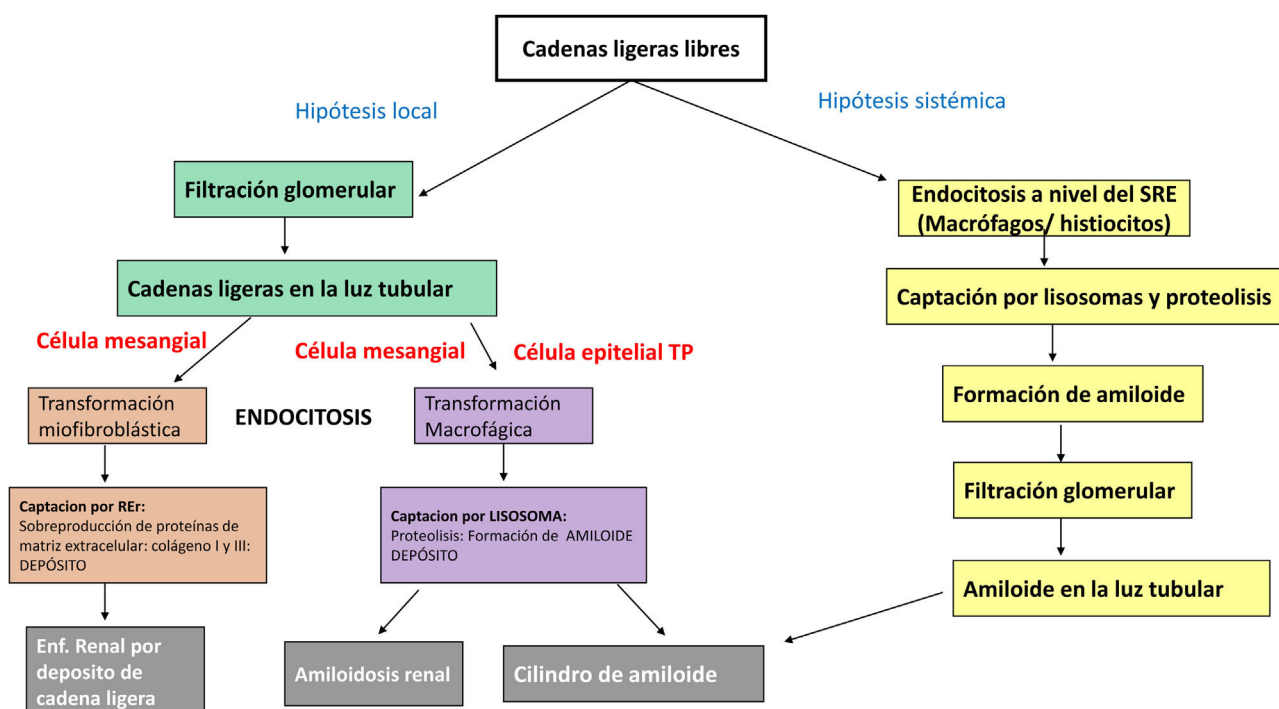 Cadenas ligeras libres
Hipótesis local
Hipótesis sistémica
Filtración glomerular
Endocitosis a nivel del SRE
(Macrófagos/ histiocitos)
Cadenas ligeras en la luz tubular
Captación por lisosomas y proteolisis
Célula mesangial
Célula mesangial
Célula epitelial TP
Transformación
miofibroblástica
ENDOCITOSIS
Transformación
Macrofágica
Formación de amiloide
Captacion por REr:
Sobreproducción de proteínas de
matriz extracelular: colágeno I y III:
DEPÓSITO
Captacion por LISOSOMA:
Proteolisis: Formación de AMILOIDE
DEPÓSITO
Filtración glomerular
Amiloide en la luz tubular
Enf. Renal por
deposito de
cadena ligera
Amiloidosis renal
Cilindro de amiloide